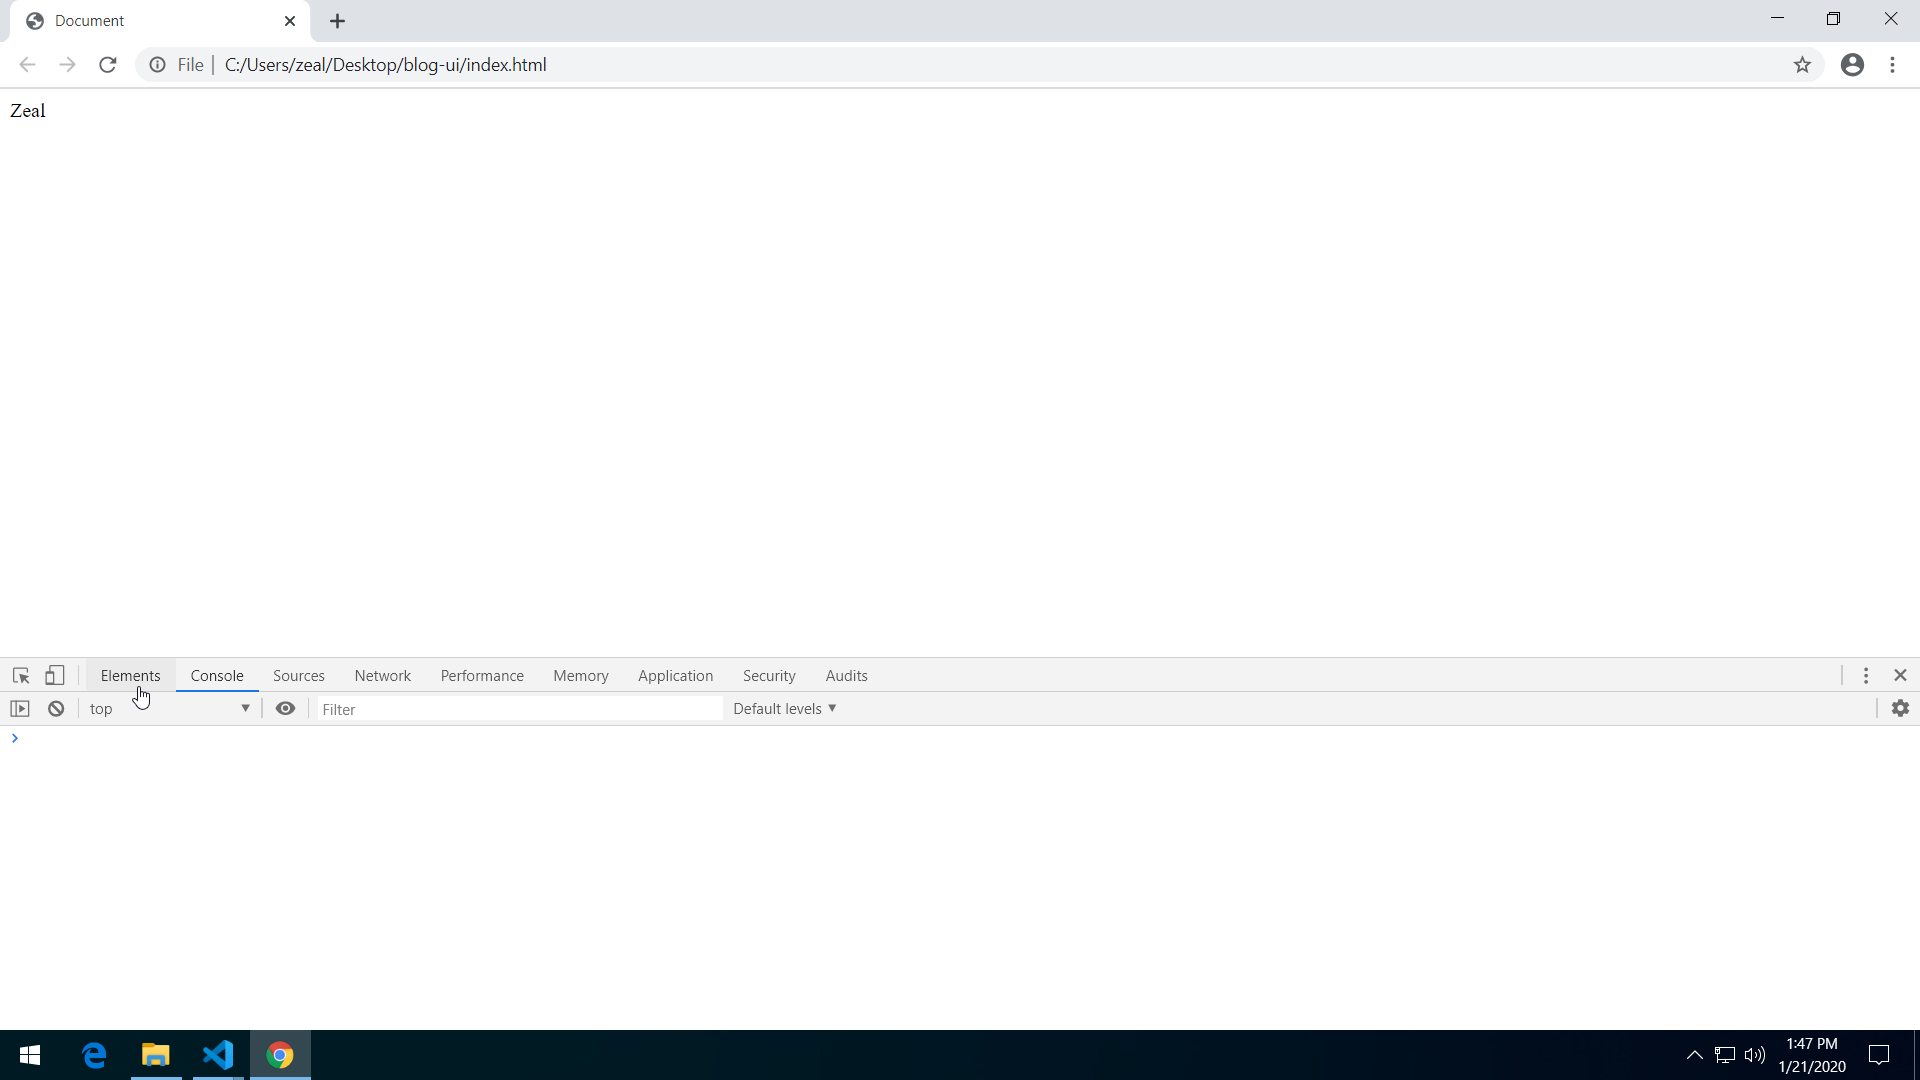 Document
File
C:/Users/zeal/Desktop/blog-ui/index.html
Zeal
Elements Console Sources Network Performance Memory Application Security Audits
top
Filter
Default levels
1:47 PM
1/21/2020